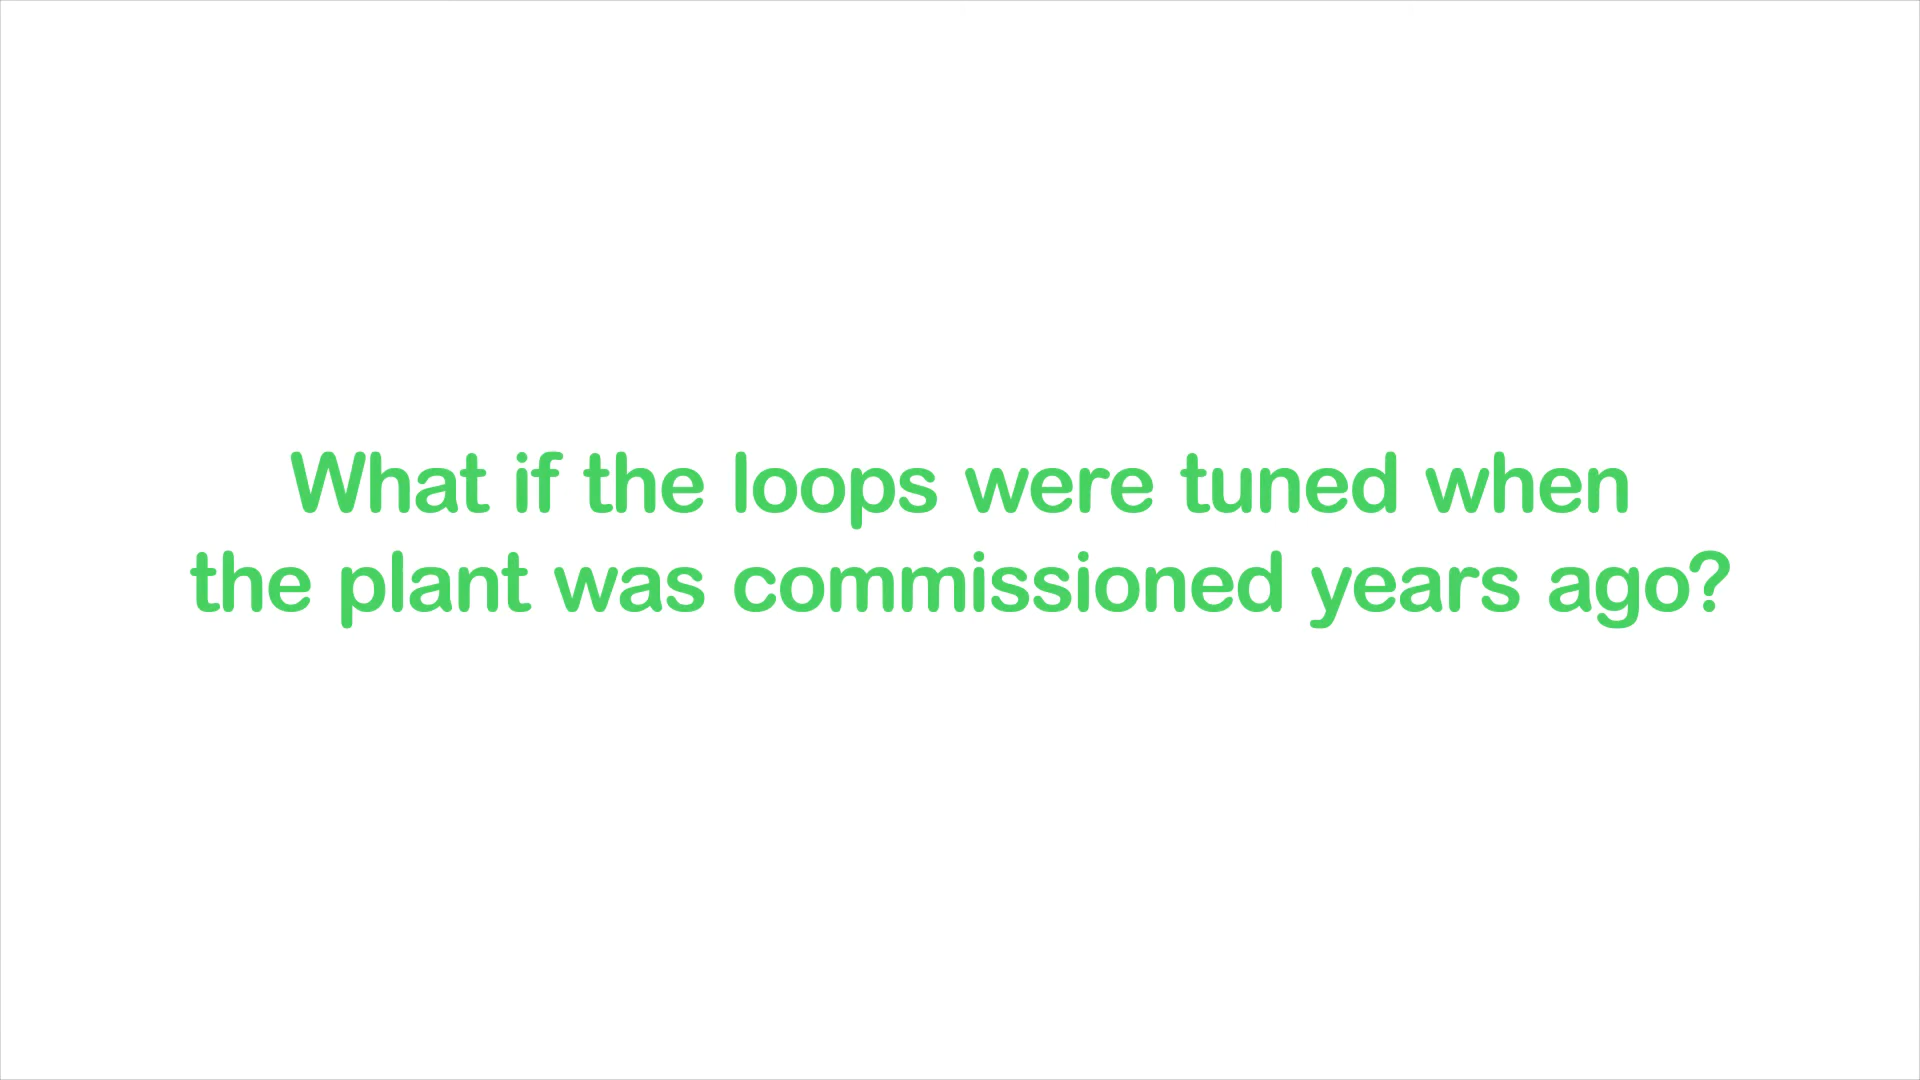 What if the loops were tuned when
the plant was commissioned years ago?